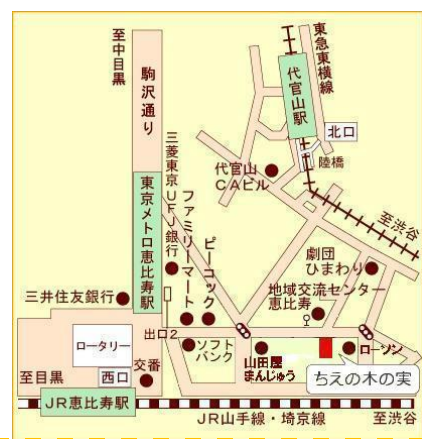 至中目黒
駒沢通り
東急東横線
代官山駅
北口
陸橋
代官山
CAビル
至渋谷
三菱東京UFJ銀行
ファミリーマート
ピーコック
東京メトロ恵比寿駅
劇団
ひまわり
地域交流センター
恵比寿
三井住友銀行
出口2
ロータリー
ソフト
バンク
山田屋
まんじゅう
ローソン
至目黒
西口
交番
ちえの木の実
JR恵比寿駅
JR山手線・埼京線
至渋谷